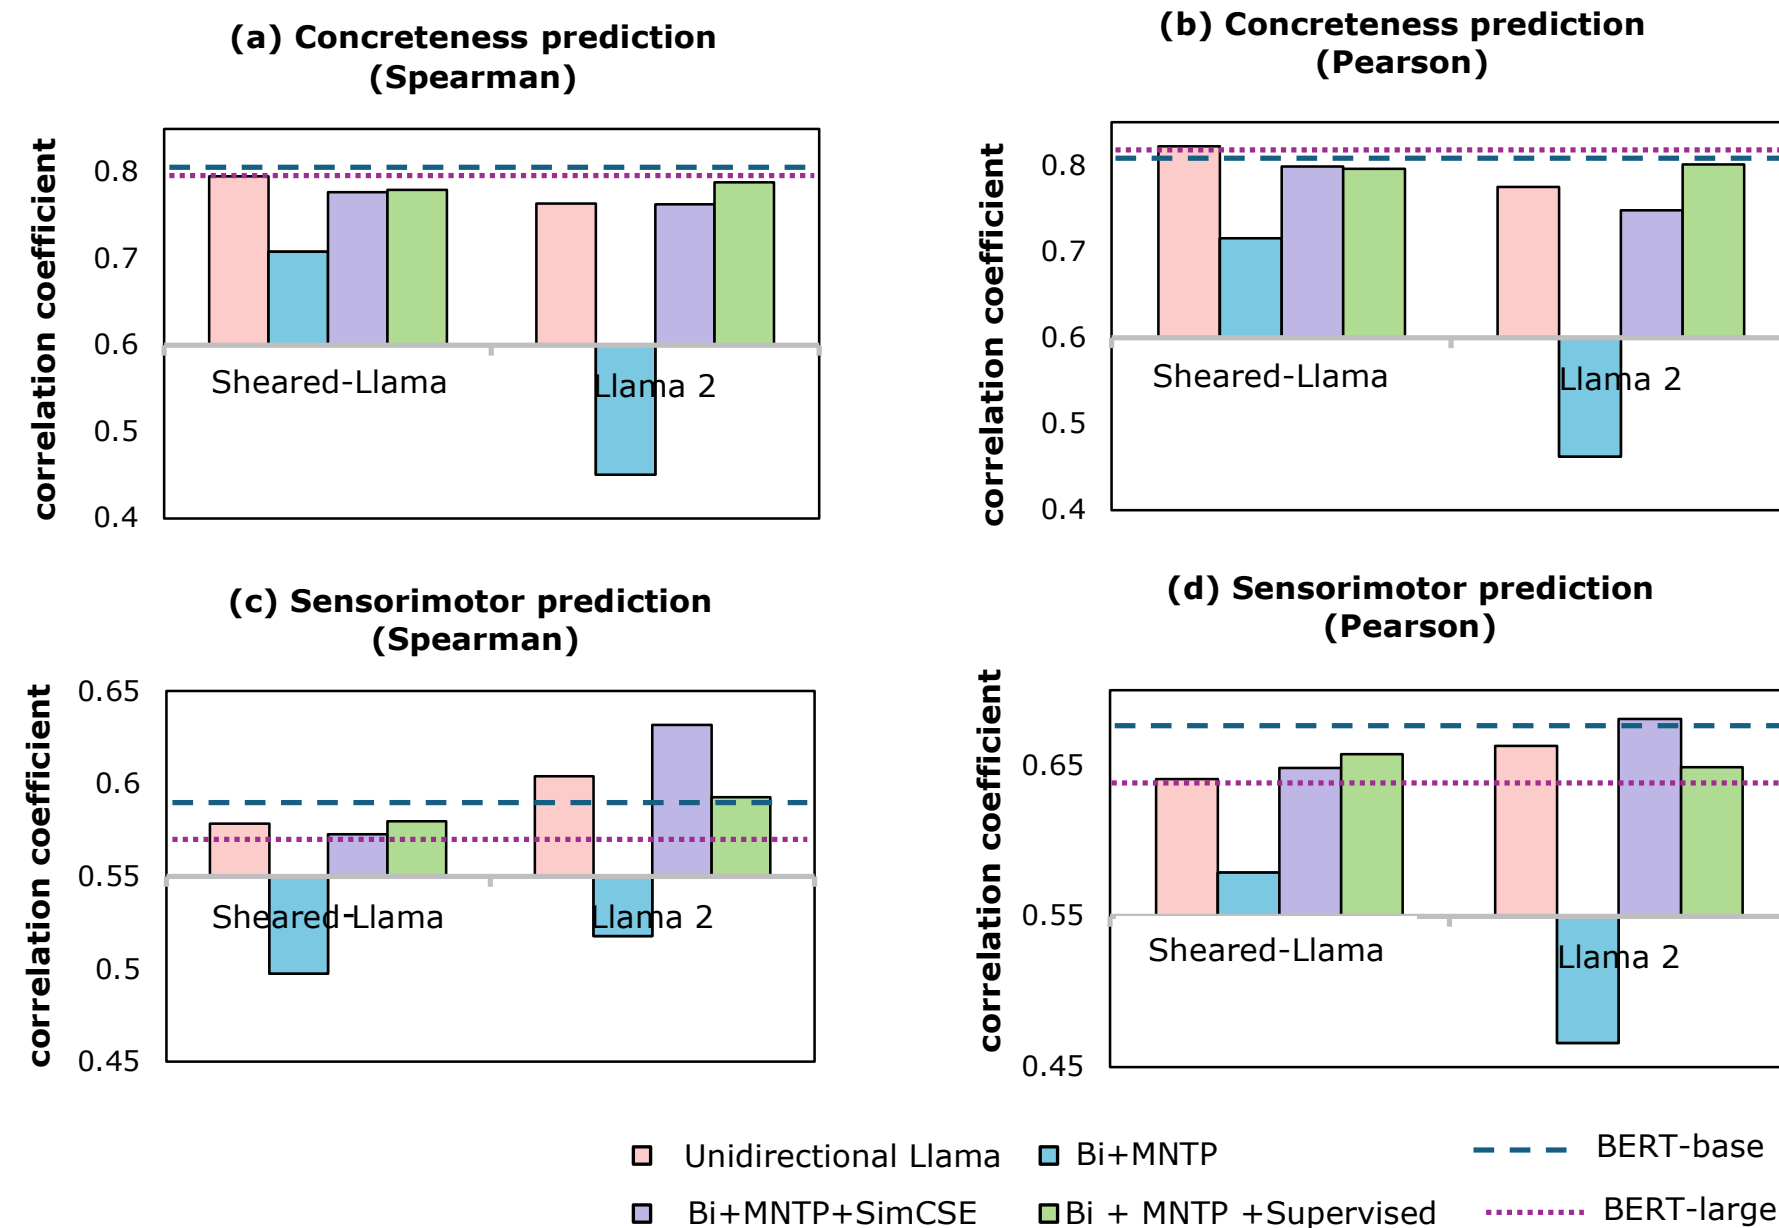 (a) Concreteness prediction
(Spearman)
correlation coefficient
0.8
0.7
0.6
0.5
0.4
Sheared-Llama
Llama 2
(b) Concreteness prediction
(Pearson)
correlation coefficient
0.8
0.7
0.6
0.5
0.4
Sheared-Llama
Llama 2
(c) Sensorimotor prediction
(Spearman)
correlation coefficient
0.65
0.6
0.55
0.5
0.45
Sheared-Llama
Llama 2
(d) Sensorimotor prediction
(Pearson)
correlation coefficient
0.65
0.55
0.45
Sheared-Llama
Llama 2
Unidirectional Llama
Bi+MNTP
BERT-base
Bi+MNTP+SimCSE
Bi + MNTP +Supervised
BERT-large